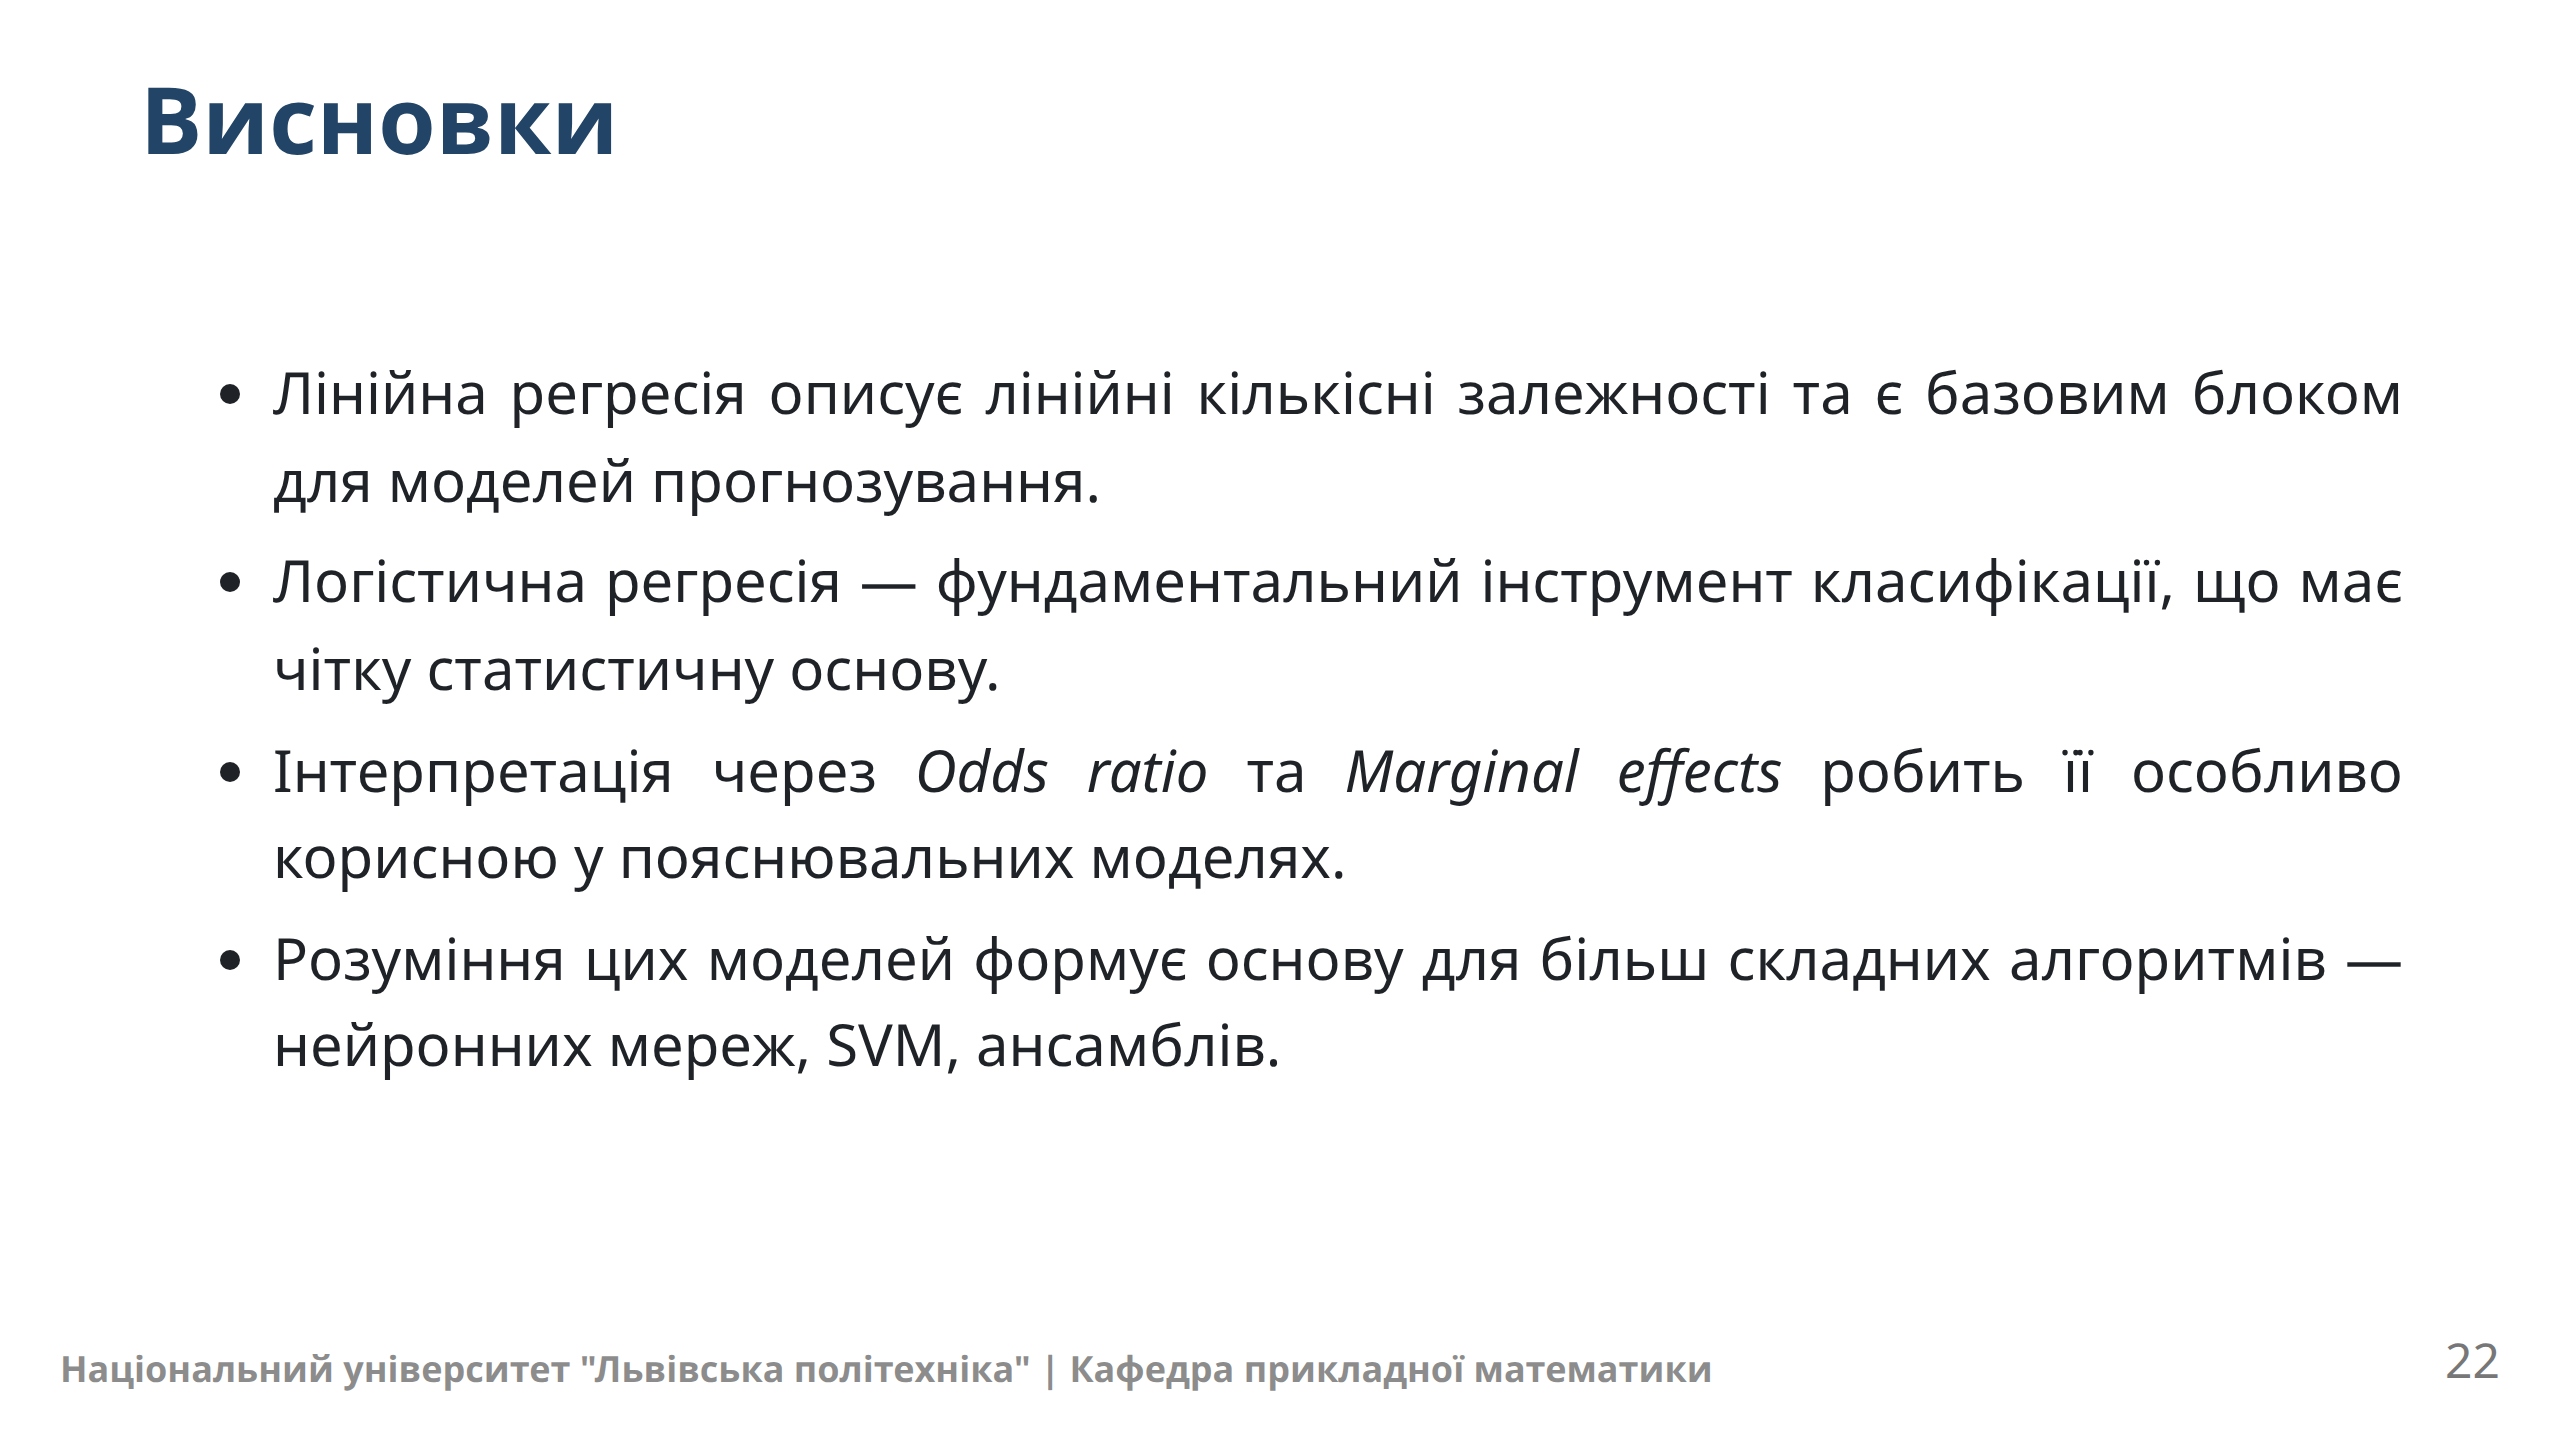 Висновки
• Лінійна регресія описує лінійні кількісні залежності та є базовим блоком
для моделей прогнозування.
• Логістична регресія — фундаментальний інструмент класифікації, що має
чітку статистичну основу.
• Інтерпретація через Odds ratio та Marginal effects робить її особливо
корисною у пояснювальних моделях.
• Розуміння цих моделей формує основу для більш складних алгоритмів —
нейронних мереж, SVM, ансамблів.
Національний університет "Львівська політехніка" | Кафедра прикладної математики
22